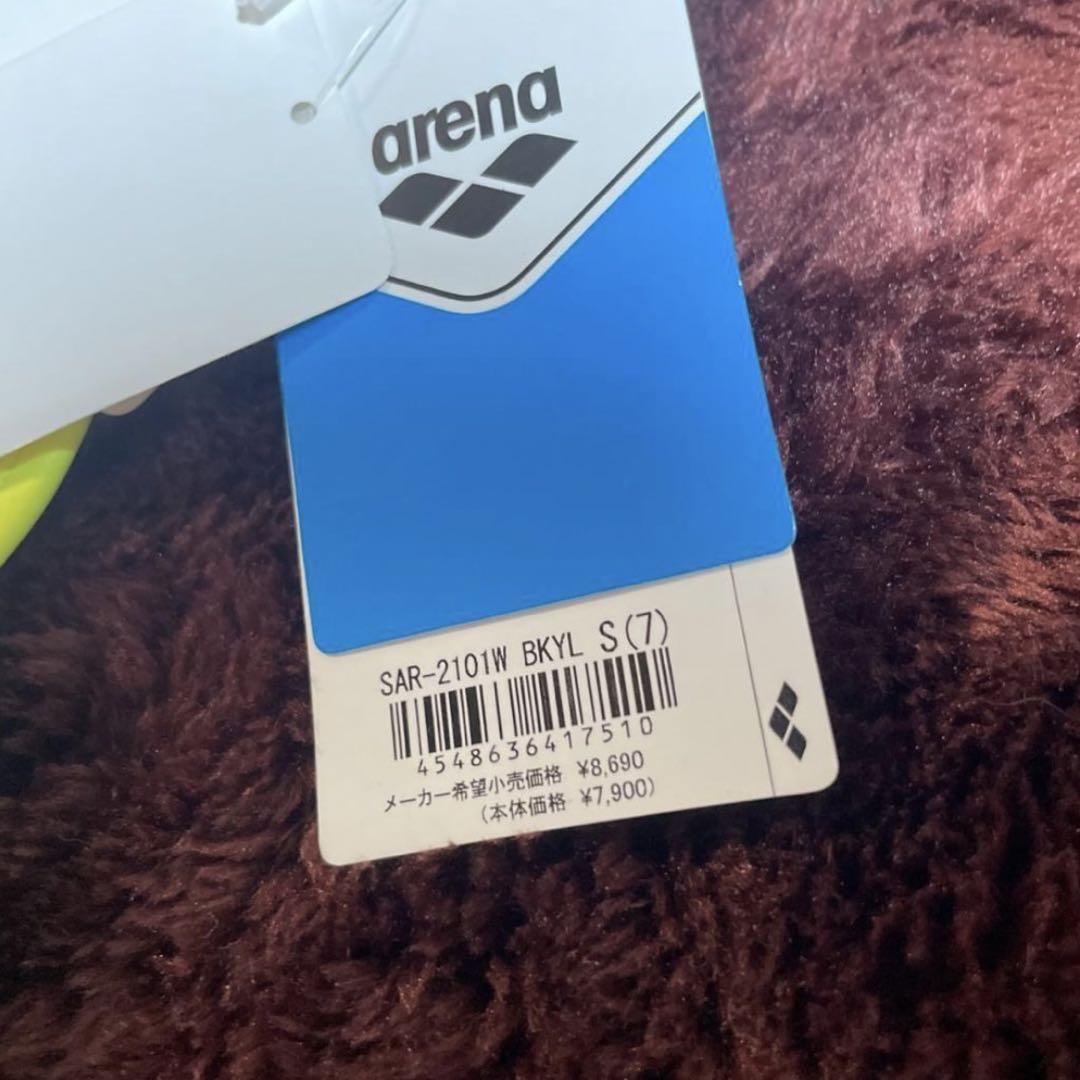 arena
SAR-2101W BKYL S(7)
4548636417510
メーカー希望小売価格 ¥8,690
(本体価格 ¥7,900)